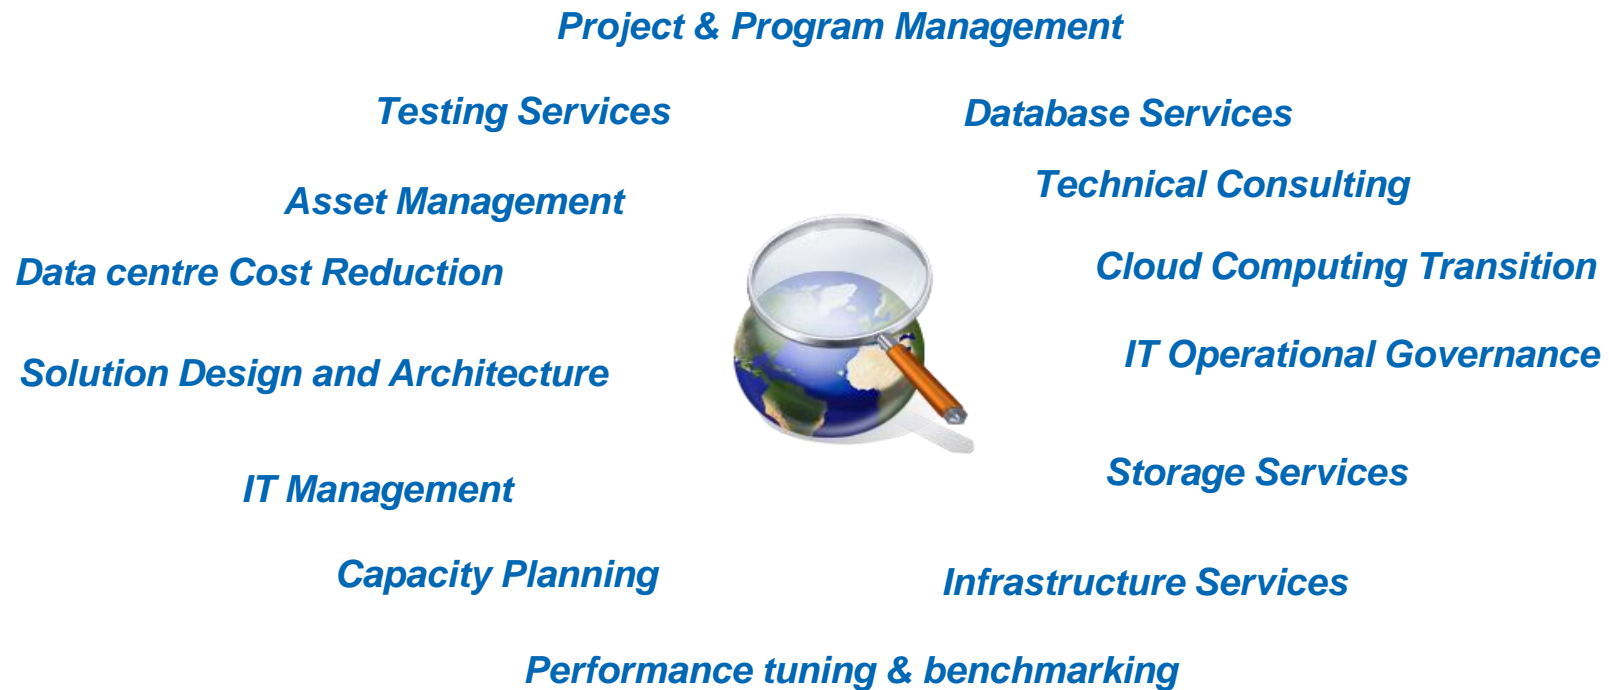 Project & Program Management
Testing Services
Database Services
Technical Consulting
Asset Management
Cloud Computing Transition
Data centre Cost Reduction
IT Operational Governance
Solution Design and Architecture
Storage Services
IT Management
Capacity Planning
Infrastructure Services
Performance tuning & benchmarking